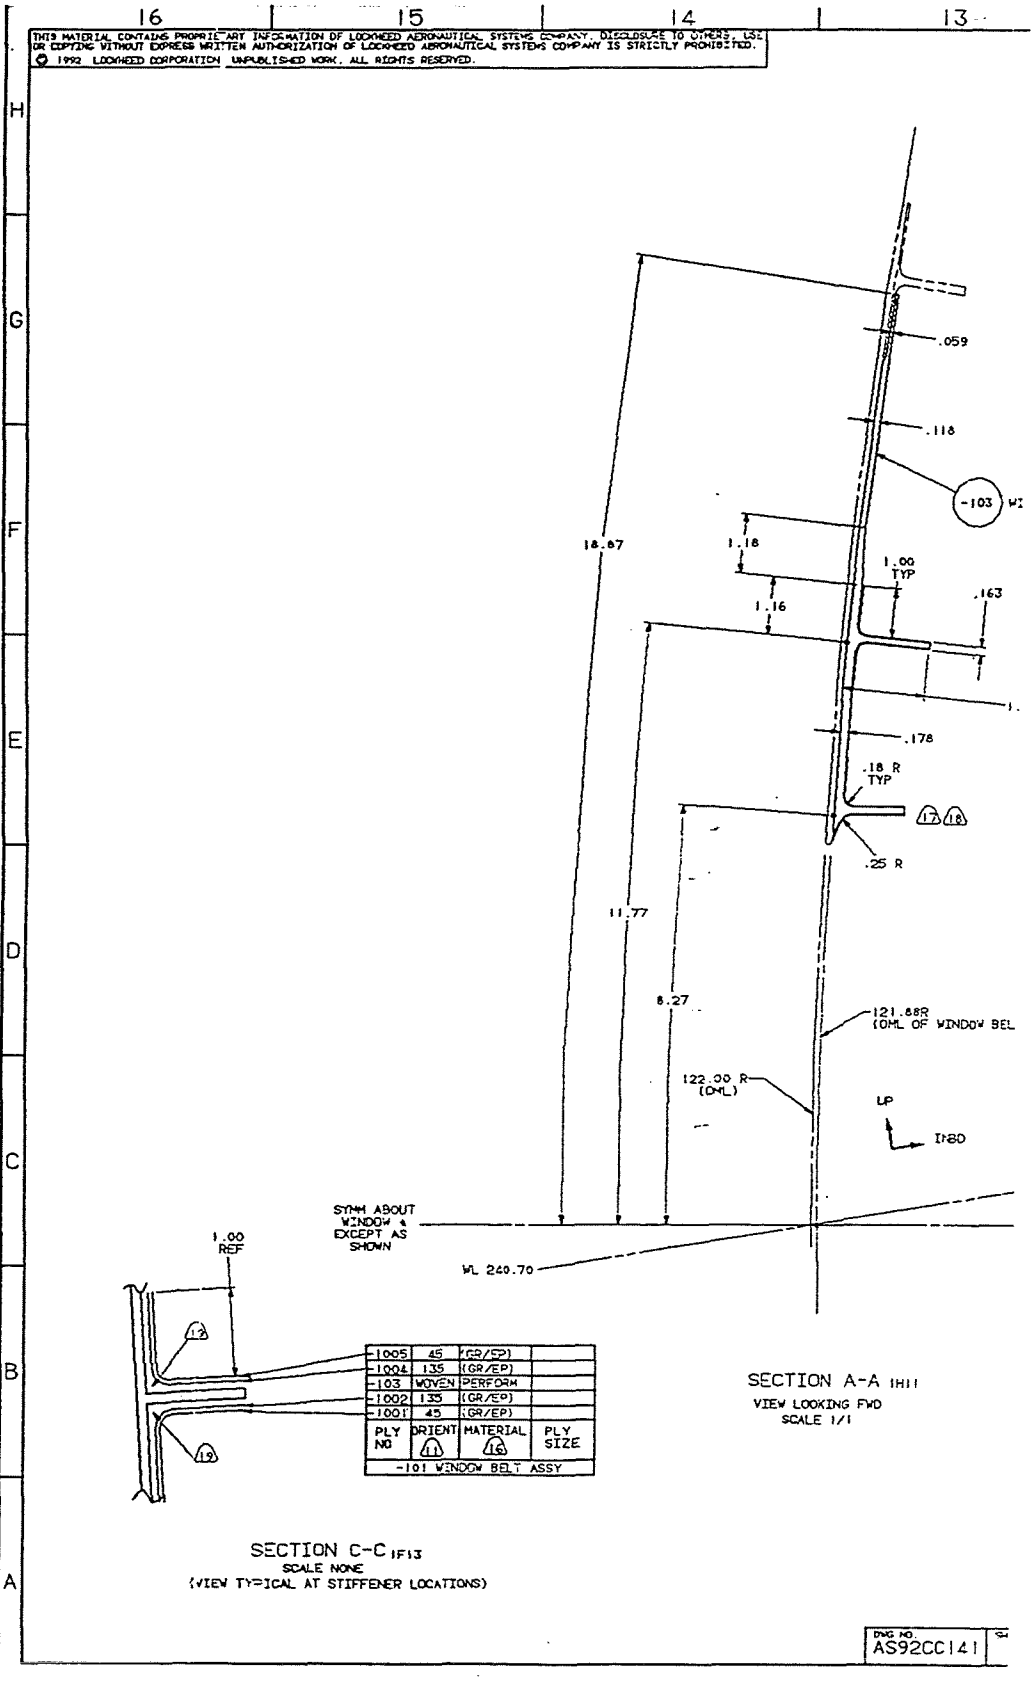 16 15 14 13
THIS MATERIAL CONTAINS PROPRIETARY INFORMATION OF LOCKHEED AERONAUTICAL SYSTEMS COMPANY. DISCLOSURE TO OTHERS, USE
OR COPYING WITHOUT EXPRESS WRITTEN AUTHORIZATION OF LOCKHEED AERONAUTICAL SYSTEMS COMPANY IS STRICTLY PROHIBITED.
© 1992 LOCKHEED CORPORATION UNPUBLISHED WORK. ALL RIGHTS RESERVED.
H
G
F
E
D
C
B
A
.059
.118
-103 WI
18.87
1.18
1.00
TYP
.163
1.16
1.
.178
.18 R
TYP
17 18
.25 R
11.77
8.27
121.88R
(OML OF WINDOW BEL
122.00 R
(OML)
UP
INBD
SYMM ABOUT
WINDOW ℄
EXCEPT AS
SHOWN
WL 240.70
1.00
REF
19
-1005 45 (GR/EP)
-1004 135 (GR/EP)
-103 WOVEN PERFORM
-1002 135 (GR/EP)
-1001 45 (GR/EP)
PLY NO ORIENT 11 MATERIAL 16 PLY SIZE
-101 WINDOW BELT ASSY
SECTION A-A 1H11
VIEW LOOKING FWD
SCALE 1/1
SECTION C-C 1F13
SCALE NONE
(VIEW TYPICAL AT STIFFENER LOCATIONS)
DWG NO.
AS92CC141